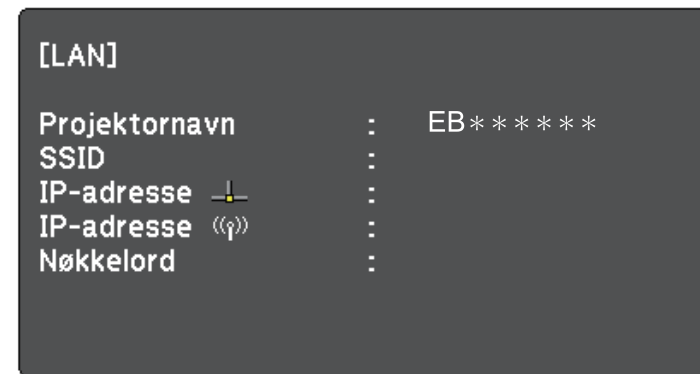 [LAN]
Projektornavn : EB＊＊＊＊＊＊
SSID :
IP-adresse :
IP-adresse :
Nøkkelord :